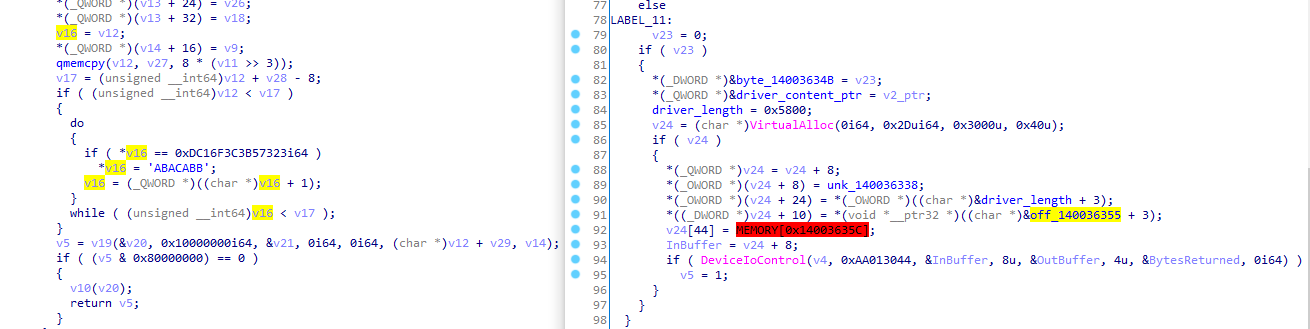 *(_QWORD *)(v13 + 24) = v26;
*(_QWORD *)(v13 + 32) = v18;
v16 = v12;
*(_QWORD *)(v14 + 16) = v9;
qmemcpy(v12, v27, 8 * (v11 >> 3));
v17 = (unsigned __int64)v12 + v28 - 8;
if ( (unsigned __int64)v12 < v17 )
{
do
{
if ( *v16 == 0xDC16F3C3B57323i64 )
*v16 = 'ABACABB';
v16 = (_QWORD *)((char *)v16 + 1);
}
while ( (unsigned __int64)v16 < v17 );
}
v5 = v19(&v20, 0x10000000i64, &v21, 0i64, 0i64, (char *)v12 + v29, v14);
if ( (v5 & 0x80000000) == 0 )
{
v10(v20);
return v5;
}
77 else
78 LABEL_11:
79 v23 = 0;
80 if ( v23 )
81 {
82 *(_DWORD *)&byte_14003634B = v23;
83 *(_QWORD *)&driver_content_ptr = v2_ptr;
84 driver_length = 0x5800;
85 v24 = (char *)VirtualAlloc(0i64, 0x2Dui64, 0x3000u, 0x40u);
86 if ( v24 )
87 {
88 *(_QWORD *)v24 = v24 + 8;
89 *(_OWORD *)(v24 + 8) = unk_140036338;
90 *(_OWORD *)(v24 + 24) = *(_OWORD *)((char *)&driver_length + 3);
91 *((_DWORD *)v24 + 10) = *(void *__ptr32 *)((char *)&off_140036355 + 3);
92 v24[44] = MEMORY[0x14003635C];
93 InBuffer = v24 + 8;
94 if ( DeviceIoControl(v4, 0xAA013044, &InBuffer, 8u, &OutBuffer, 4u, &BytesReturned, 0i64) )
95 v5 = 1;
96 }
97 }
98 }